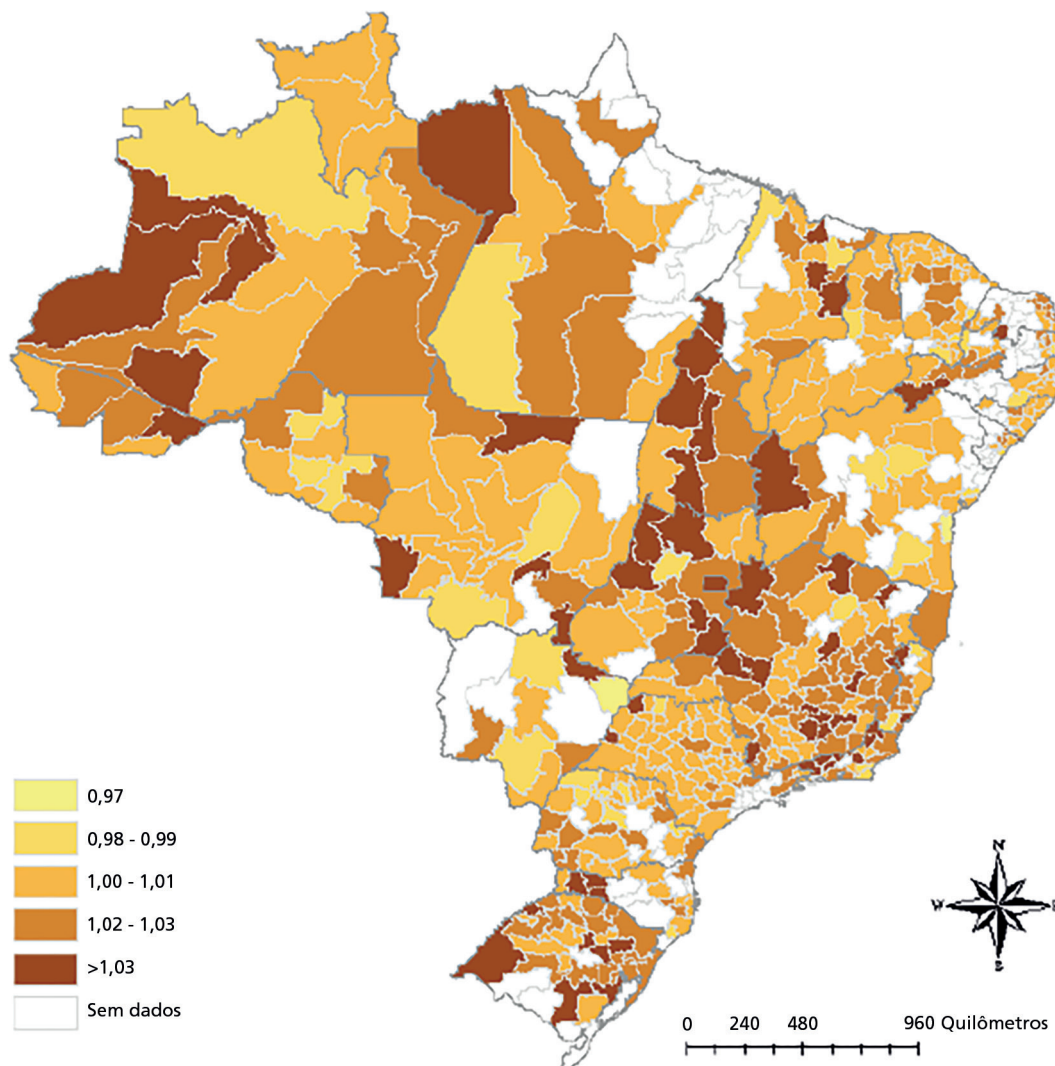 0,97
0,98 - 0,99
1,00 - 1,01
1,02 - 1,03
>1,03
Sem dados
N
W E
S
0 240 480 960 Quilômetros